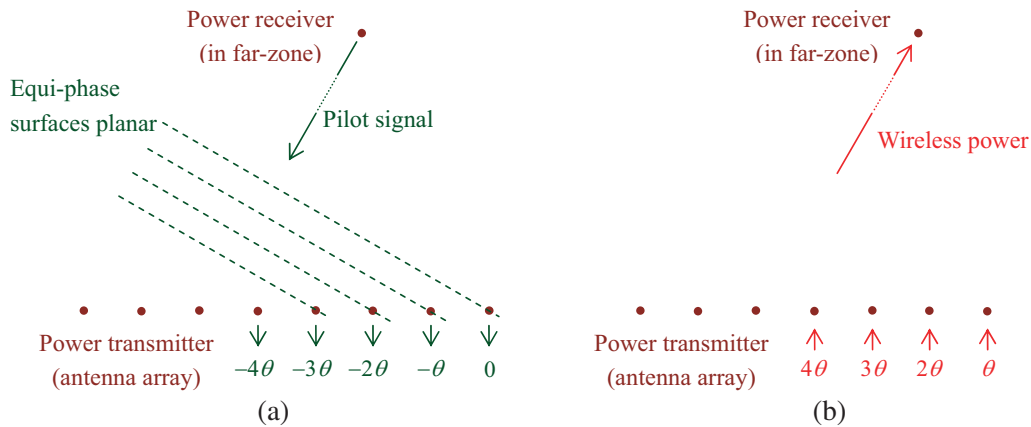 Power receiver
(in far-zone)
Equi-phase
surfaces planar
Pilot signal
Power transmitter
(antenna array)
−4θ −3θ −2θ −θ 0
(a)
Power receiver
(in far-zone)
Wireless power
Power transmitter
(antenna array)
4θ 3θ 2θ θ
(b)